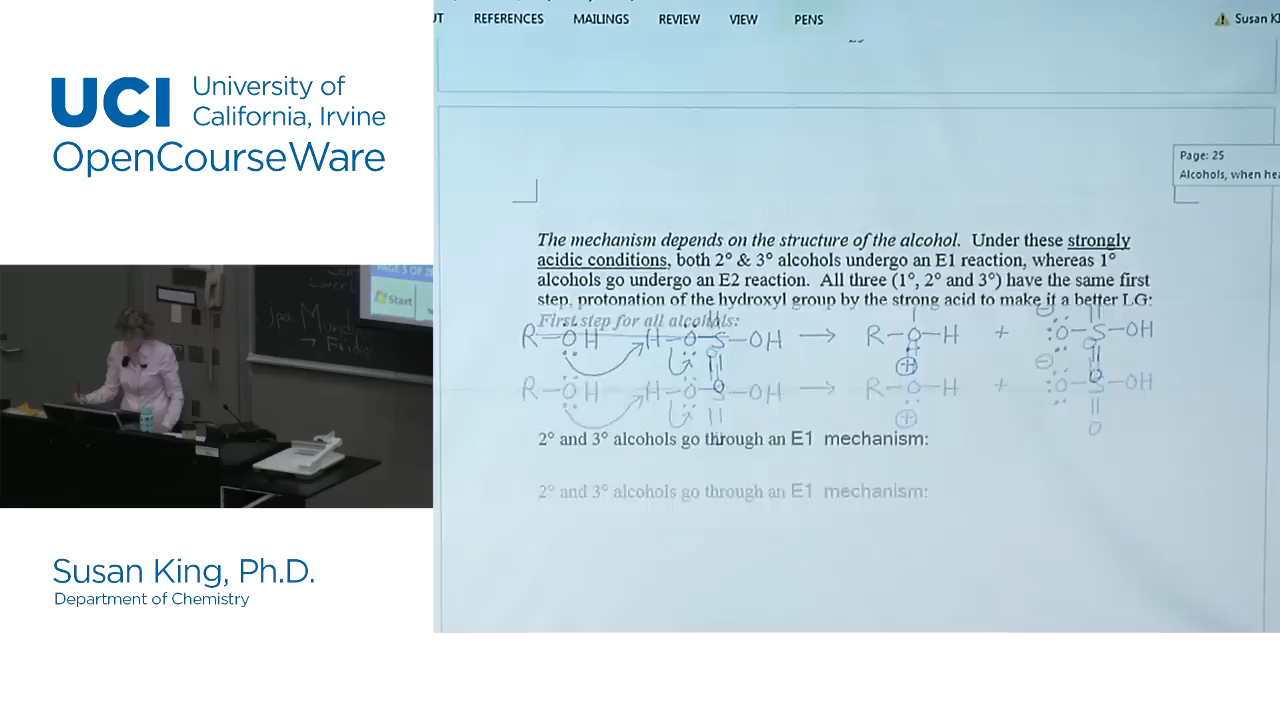 UCI University of
California, Irvine
OpenCourseWare
REFERENCES MAILINGS REVIEW VIEW PENS
Susan
Page: 25
Alcohols, when
The mechanism depends on the structure of the alcohol. Under these strongly
acidic conditions, both 2° & 3° alcohols undergo an E1 reaction, whereas 1°
alcohols go undergo an E2 reaction. All three (1°, 2° and 3°) have the same first
step, protonation of the hydroxyl group by the strong acid to make it a better LG:
First step for all alcohols:
R-OH H-O-S-OH → R-O-H + O-S-OH
R-OH H-O-S-OH → R-O-H + O-S-OH
2° and 3° alcohols go through an E1 mechanism:
2° and 3° alcohols go through an E1 mechanism:
Start
Susan King, Ph.D.
Department of Chemistry